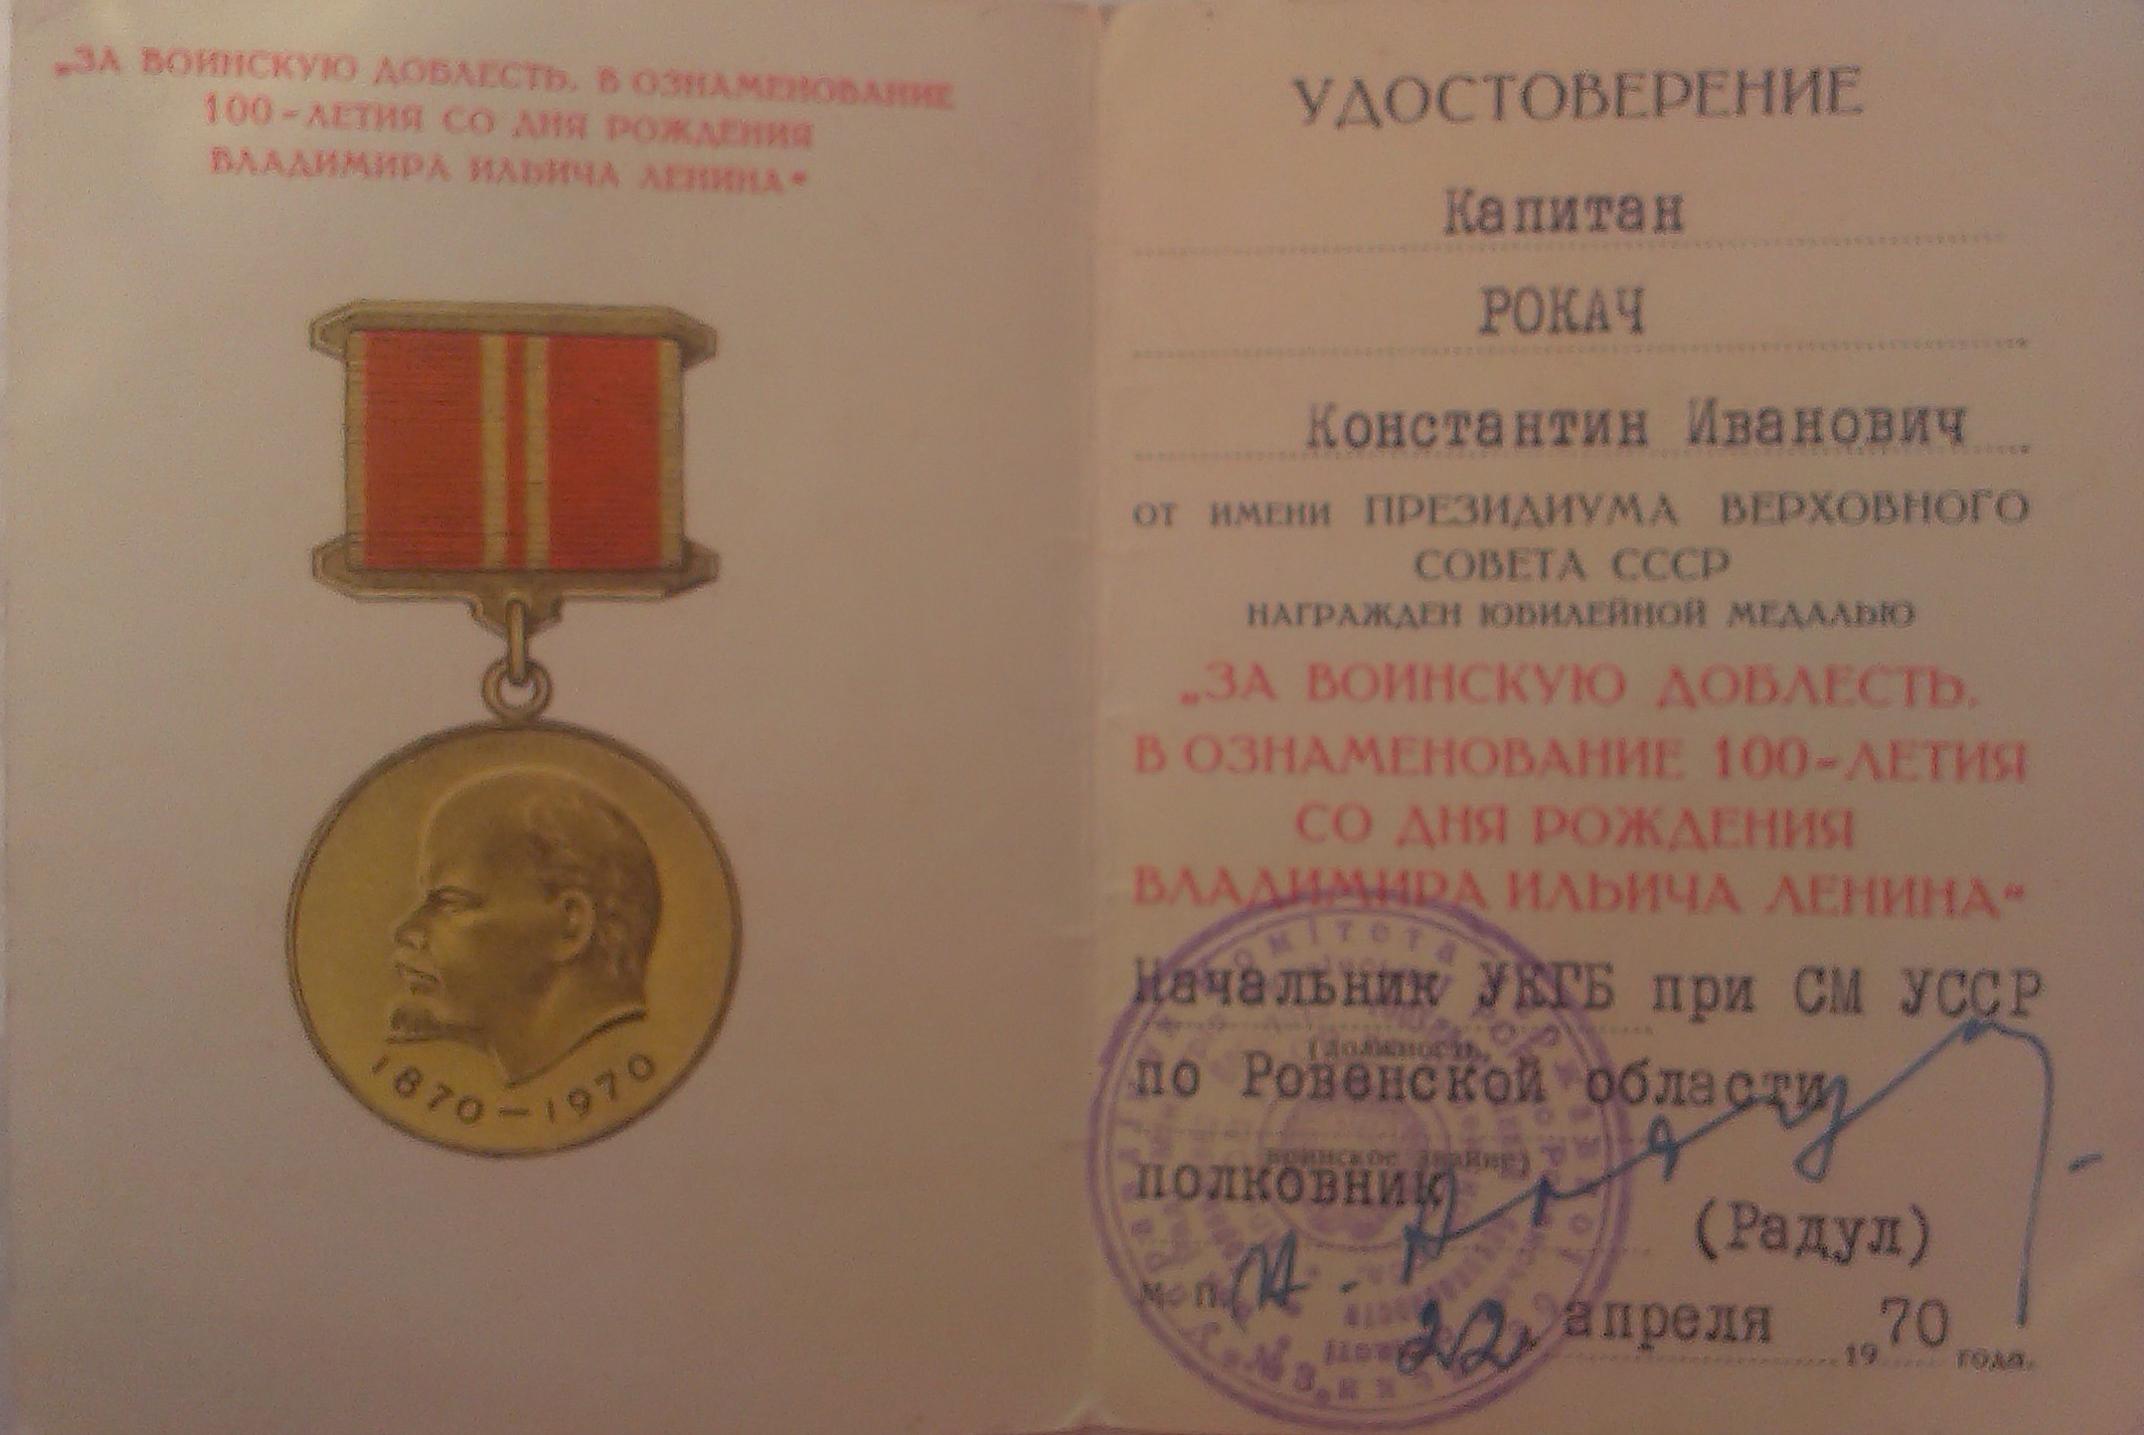 „ЗА ВОИНСКУЮ ДОБЛЕСТЬ. В ОЗНАМЕНОВАНИЕ
100-ЛЕТИЯ СО ДНЯ РОЖДЕНИЯ
ВЛАДИМИРА ИЛЬИЧА ЛЕНИНА“
1870—1970
УДОСТОВЕРЕНИЕ
Капитан
РОКАЧ
Константин Иванович
ОТ ИМЕНИ ПРЕЗИДИУМА ВЕРХОВНОГО
СОВЕТА СССР
НАГРАЖДЕН ЮБИЛЕЙНОЙ МЕДАЛЬЮ
„ЗА ВОИНСКУЮ ДОБЛЕСТЬ.
В ОЗНАМЕНОВАНИЕ 100-ЛЕТИЯ
СО ДНЯ РОЖДЕНИЯ
ВЛАДИМИРА ИЛЬИЧА ЛЕНИНА“
Начальник УКГБ при СМ УССР
(должность,
по Ровенской области
воинское звание)
полковник
(Радул)
М. П.
22 апреля 1970 года.